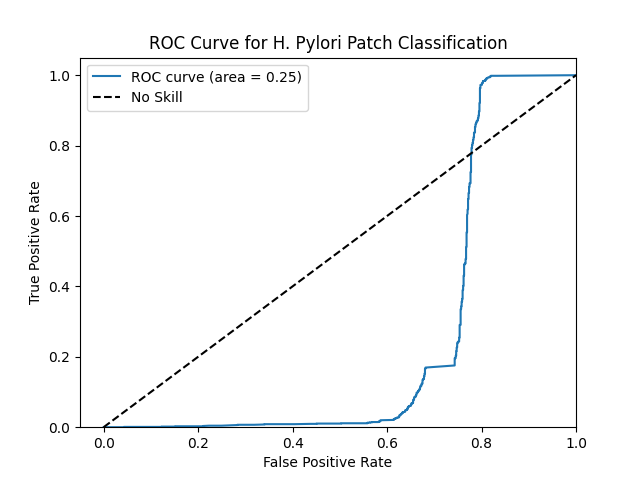 ROC Curve for H. Pylori Patch Classification
ROC curve (area = 0.25)
No Skill
True Positive Rate
1.0
0.8
0.6
0.4
0.2
0.0
0.0 0.2 0.4 0.6 0.8 1.0
False Positive Rate